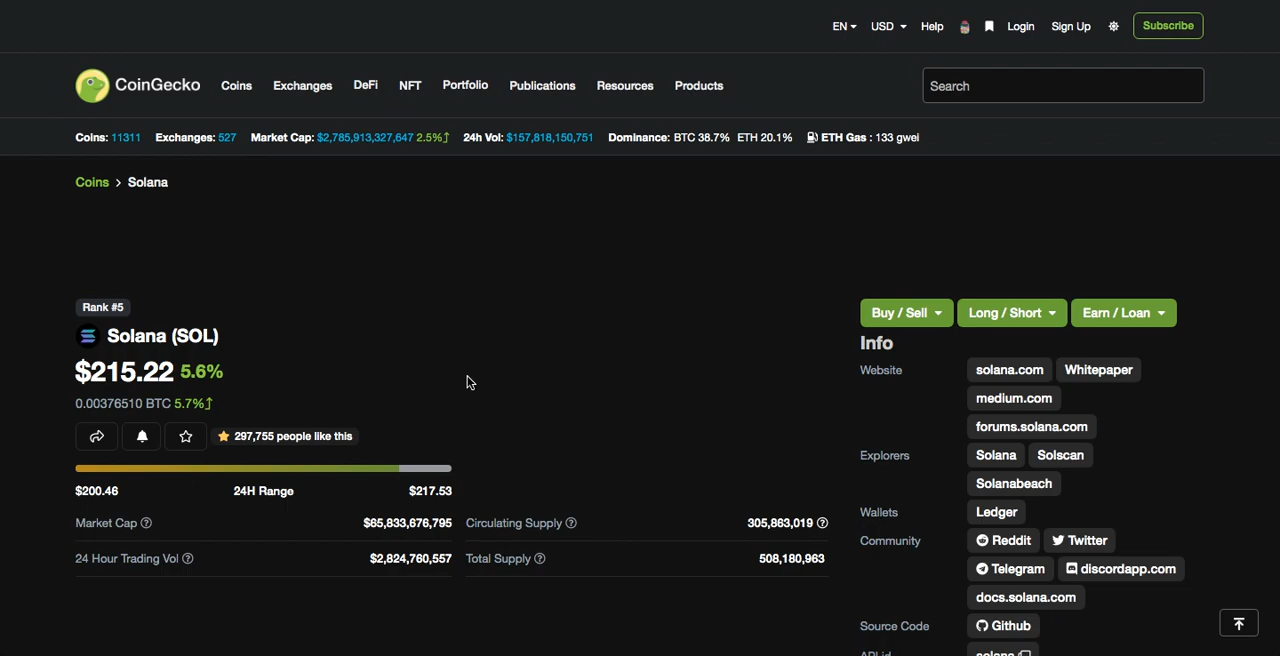 EN USD Help Login Sign Up Subscribe
CoinGecko Coins Exchanges DeFi NFT Portfolio Publications Resources Products Search
Coins: 11311 Exchanges: 527 Market Cap: $2,785,913,327,647 2.5% 24h Vol: $157,818,150,751 Dominance: BTC 38.7% ETH 20.1% ETH Gas : 133 gwei
Coins > Solana
Rank #5
Solana (SOL)
$215.22 5.6%
0.00376510 BTC 5.7%
297,755 people like this
$200.46 24H Range $217.53
Market Cap $65,833,676,795 Circulating Supply 305,863,019
24 Hour Trading Vol $2,824,760,557 Total Supply 508,180,963
Buy / Sell Long / Short Earn / Loan
Info
Website solana.com Whitepaper
medium.com
forums.solana.com
Explorers Solana Solscan
Solanabeach
Wallets Ledger
Community Reddit Twitter
Telegram discordapp.com
docs.solana.com
Source Code Github
API id solana